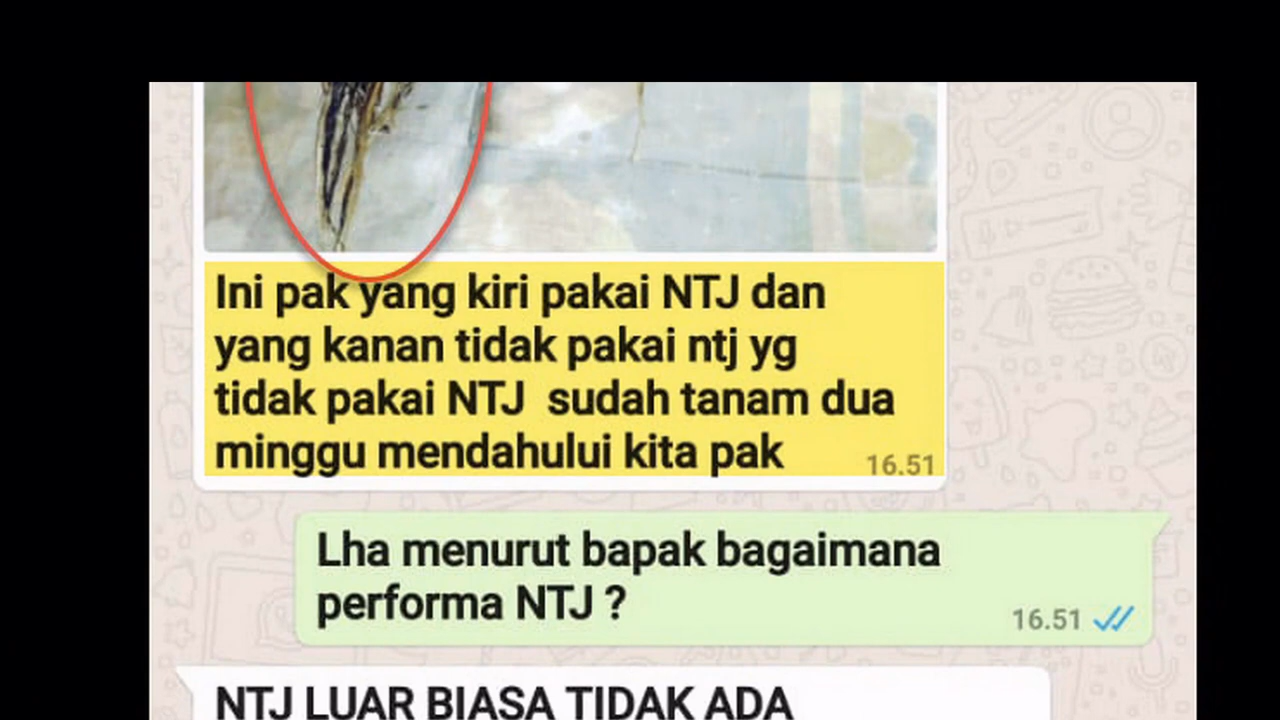 Ini pak yang kiri pakai NTJ dan
yang kanan tidak pakai ntj yg
tidak pakai NTJ  sudah tanam dua
minggu mendahului kita pak
16.51
Lha menurut bapak bagaimana
performa NTJ ?
16.51
NTJ LUAR BIASA TIDAK ADA